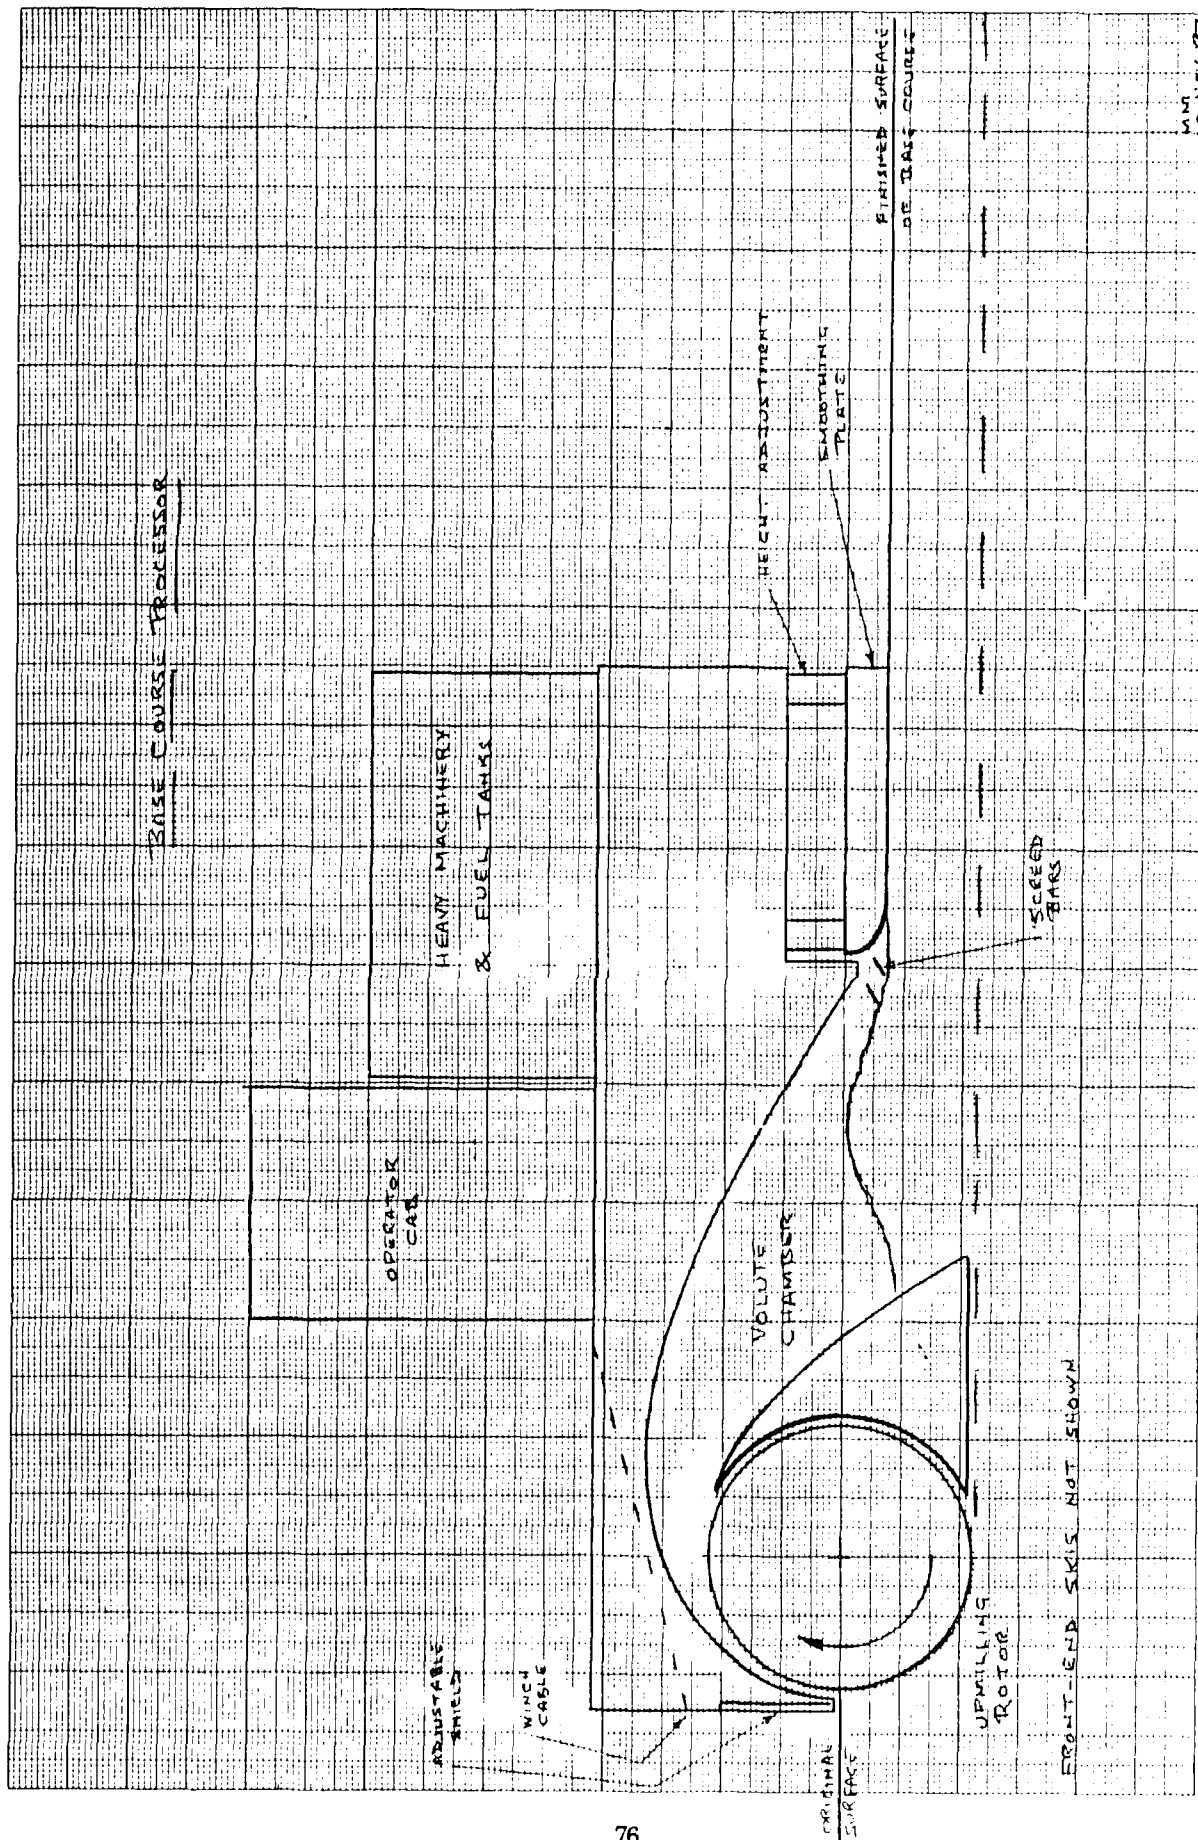 BASE COURSE PROCESSOR
OPERATOR
CAB
HEAVY MACHINERY
& FUEL TANKS
ADJUSTABLE
SHIELD
WINCH
CABLE
VOLUTE
CHAMBER
HEIGHT ADJUSTMENT
SMOOTHING
PLATE
FINISHED SURFACE
OF BASE COURSE
ORIGINAL
SURFACE
SCREED
BARS
UPMILLING
ROTOR
FRONT-END SKIS NOT SHOWN
MM
76